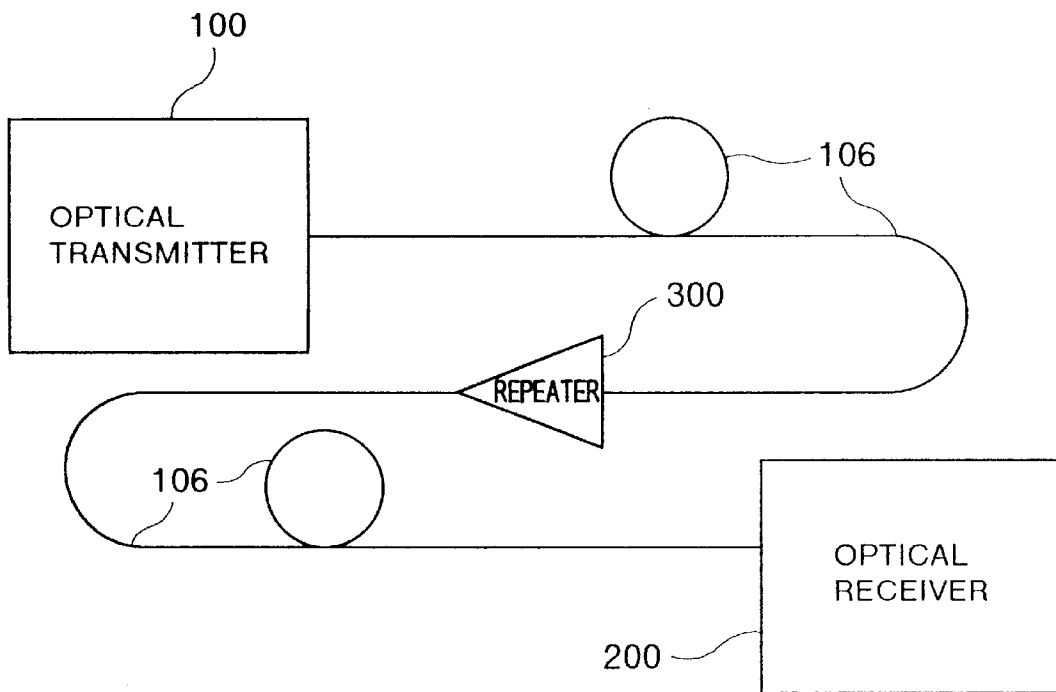 100
OPTICAL
TRANSMITTER
106
300
REPEATER
106
OPTICAL
RECEIVER
200